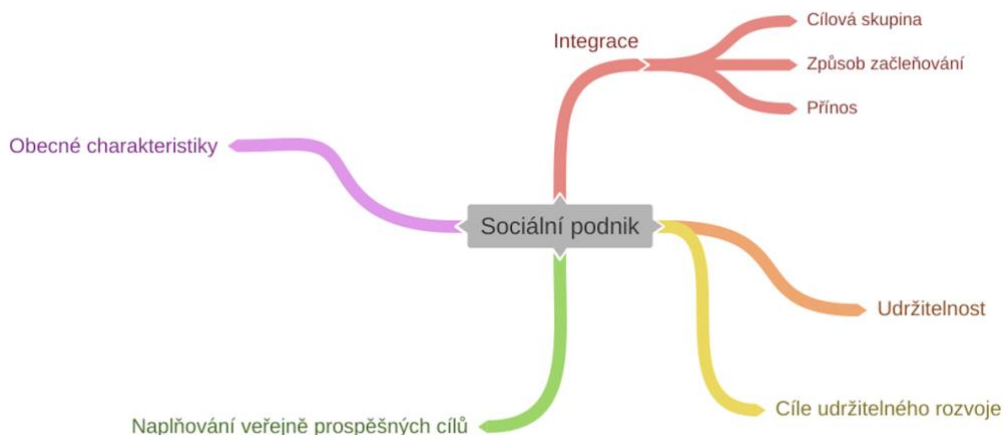 Cílová skupina
Integrace
Způsob začleňování
Přínos
Obecné charakteristiky
Sociální podnik
Udržitelnost
Cíle udržitelného rozvoje
Naplňování veřejně prospěšných cílů